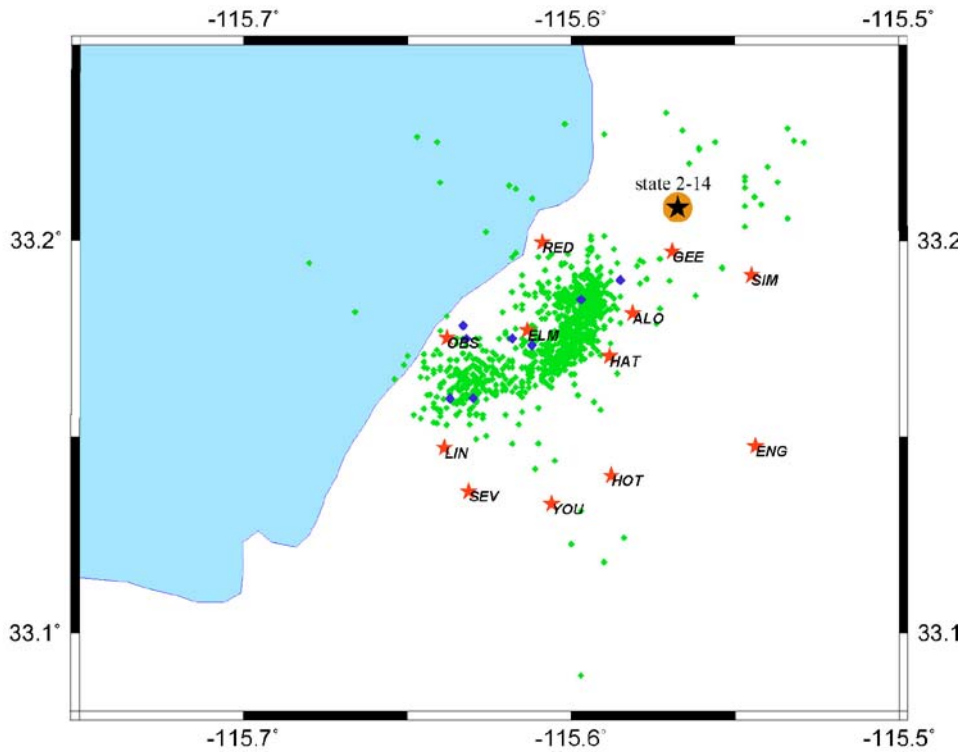 -115.7° -115.6° -115.5°
state 2-14
33.2° 33.2°
RED GEE
SIM
OBS ELM ALO
HAT
LIN ENG
SEV HOT
YOU
33.1° 33.1°
-115.7° -115.6° -115.5°